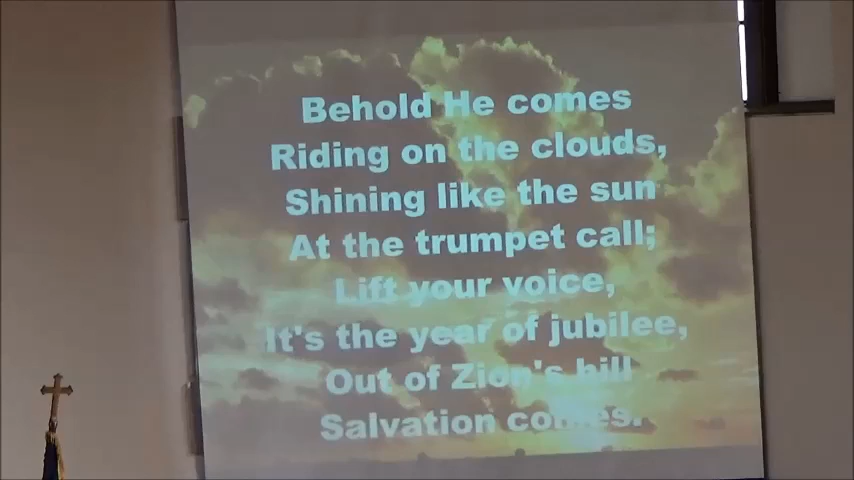 Behold He comes
Riding on the clouds,
Shining like the sun
At the trumpet call;
Lift your voice,
It's the year of jubilee,
Out of Zion's hill
Salvation comes.